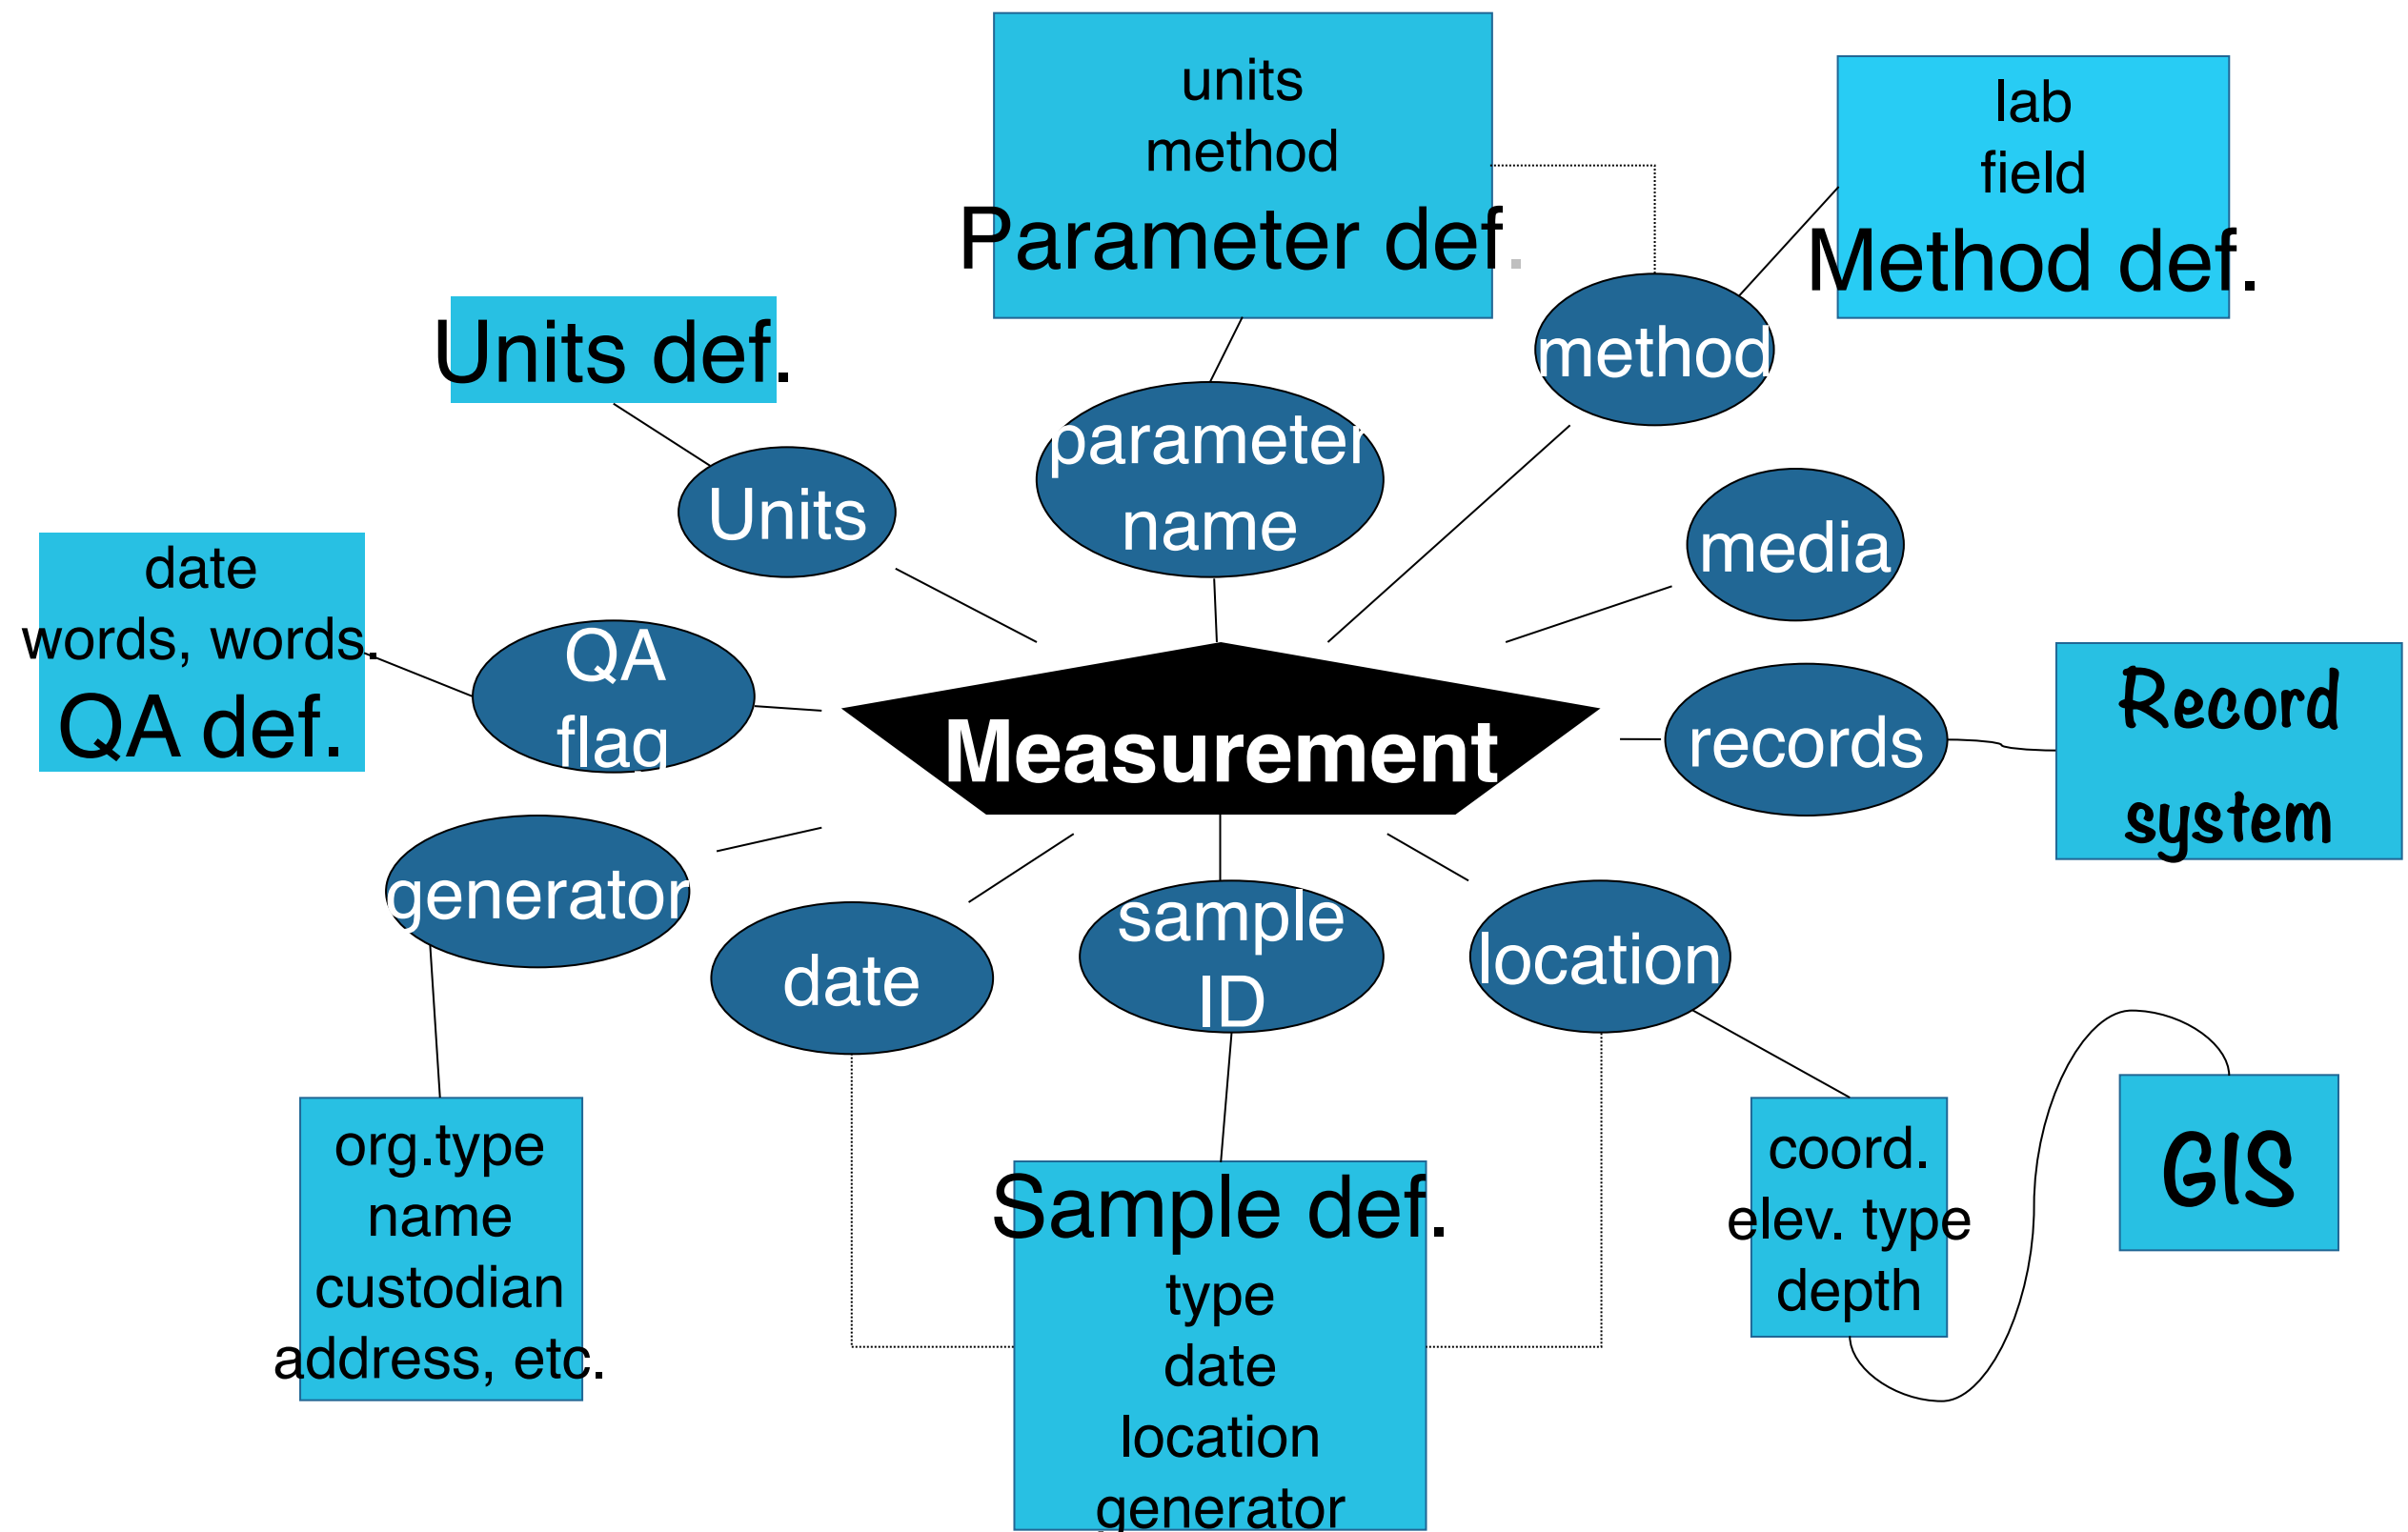 units
method
Parameter def.
lab
field
Method def.
Units def.
method
parameter
name
Units
media
date
words, words.
QA def.
QA
flag
Measurement
records
Record
system
generator
date
sample
ID
location
org.type
name
custodian
address, etc.
Sample def.
type
date
location
generator
coord.
elev. type
depth
GIS